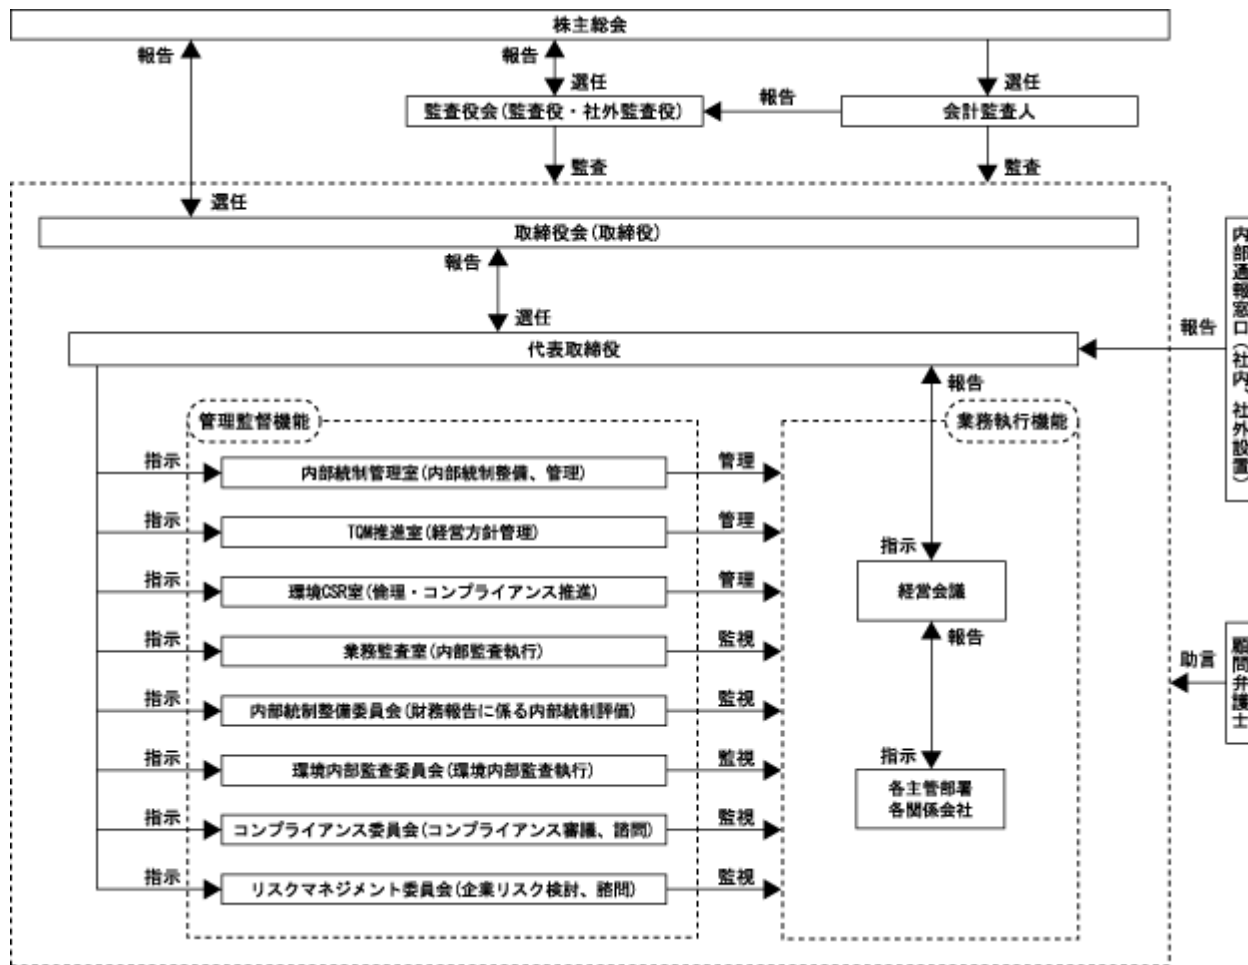 株主総会
報告
報告
選任
選任
監査役会(監査役・社外監査役)
報告
会計監査人
監査
監査
選任
取締役会(取締役)
報告
選任
代表取締役
報告
内部通報窓口(社内、社外設置)
報告
管理監督機能
業務執行機能
指示
内部統制管理室(内部統制整備、管理)
管理
指示
TQM推進室(経営方針管理)
管理
指示
環境CSR室(倫理・コンプライアンス推進)
管理
指示
経営会議
指示
業務監査室(内部監査執行)
監視
報告
助言
顧問弁護士
指示
内部統制整備委員会(財務報告に係る内部統制評価)
監視
指示
環境内部監査委員会(環境内部監査執行)
監視
指示
各主管部署
各関係会社
指示
コンプライアンス委員会(コンプライアンス審議、諮問)
監視
指示
リスクマネジメント委員会(企業リスク検討、諮問)
監視